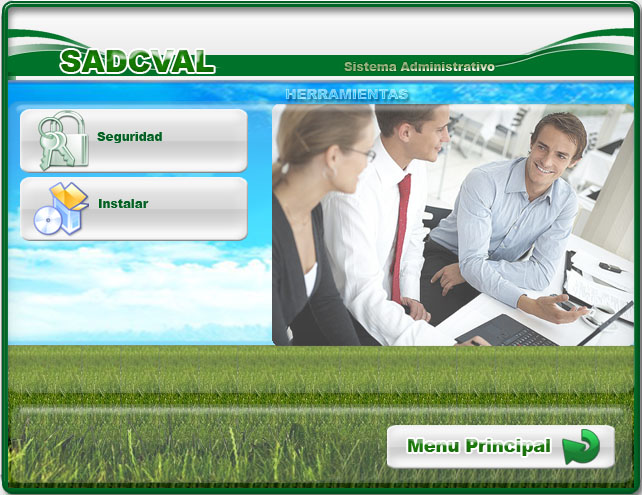 SADCVAL
Sistema Administrativo
HERRAMIENTAS
Seguridad
Instalar
Menu Principal